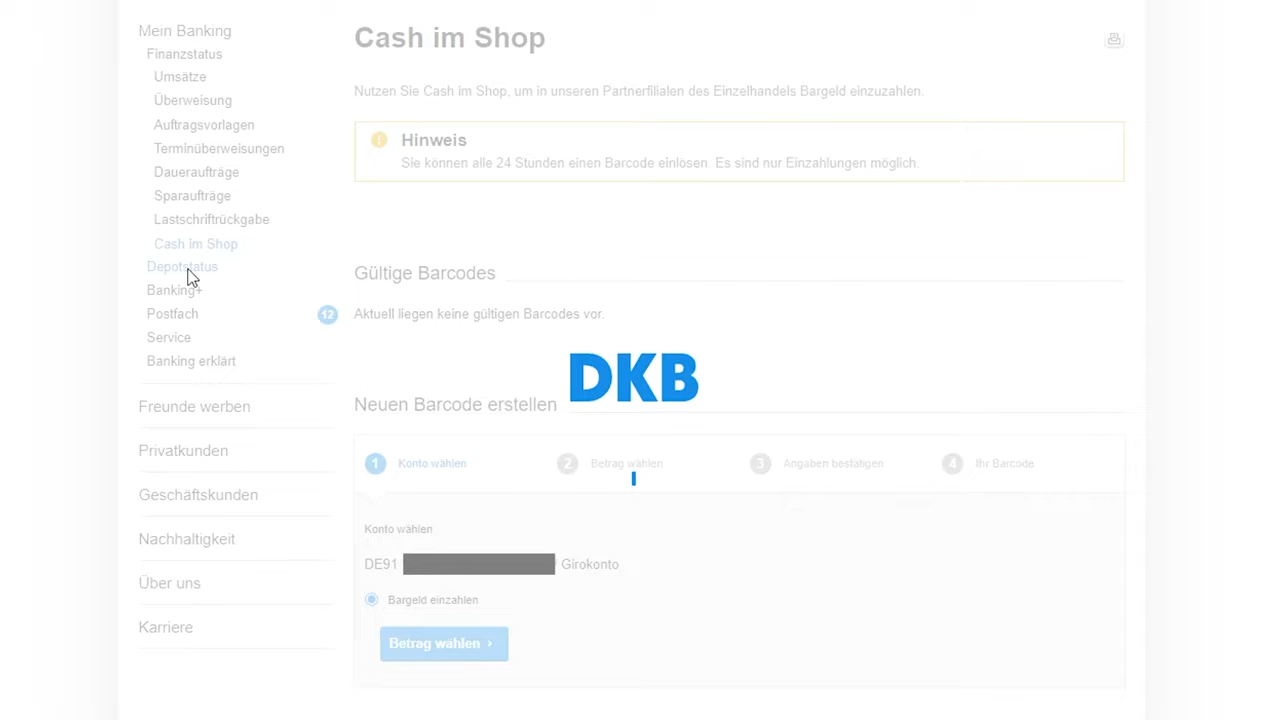 Mein Banking
Finanzstatus
Umsätze
Überweisung
Auftragsvorlagen
Terminüberweisungen
Daueraufträge
Sparaufträge
Lastschriftrückgabe
Cash im Shop
Depotstatus
Banking+
Postfach
12
Service
Banking erklärt
Freunde werben
Privatkunden
Geschäftskunden
Nachhaltigkeit
Über uns
Karriere
Cash im Shop
Nutzen Sie Cash im Shop, um in unseren Partnerfilialen des Einzelhandels Bargeld einzuzahlen.
Hinweis
Sie können alle 24 Stunden einen Barcode einlösen. Es sind nur Einzahlungen möglich.
Gültige Barcodes
Aktuell liegen keine gültigen Barcodes vor.
DKB
Neuen Barcode erstellen
1 Konto wählen 2 Betrag wählen 3 Angaben bestätigen 4 Ihr Barcode
Konto wählen
DE91 / Girokonto
Bargeld einzahlen
Betrag wählen ›